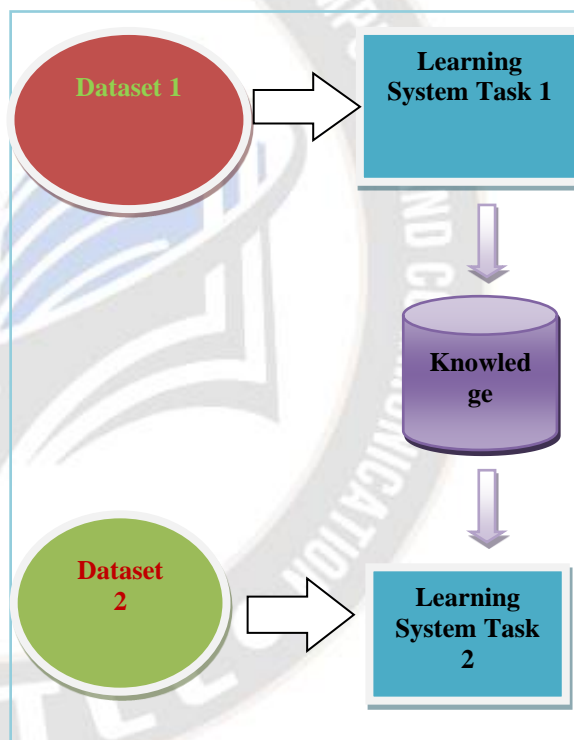 Dataset 1
Learning
System Task 1
Knowled
ge
Dataset
2
Learning
System Task
2